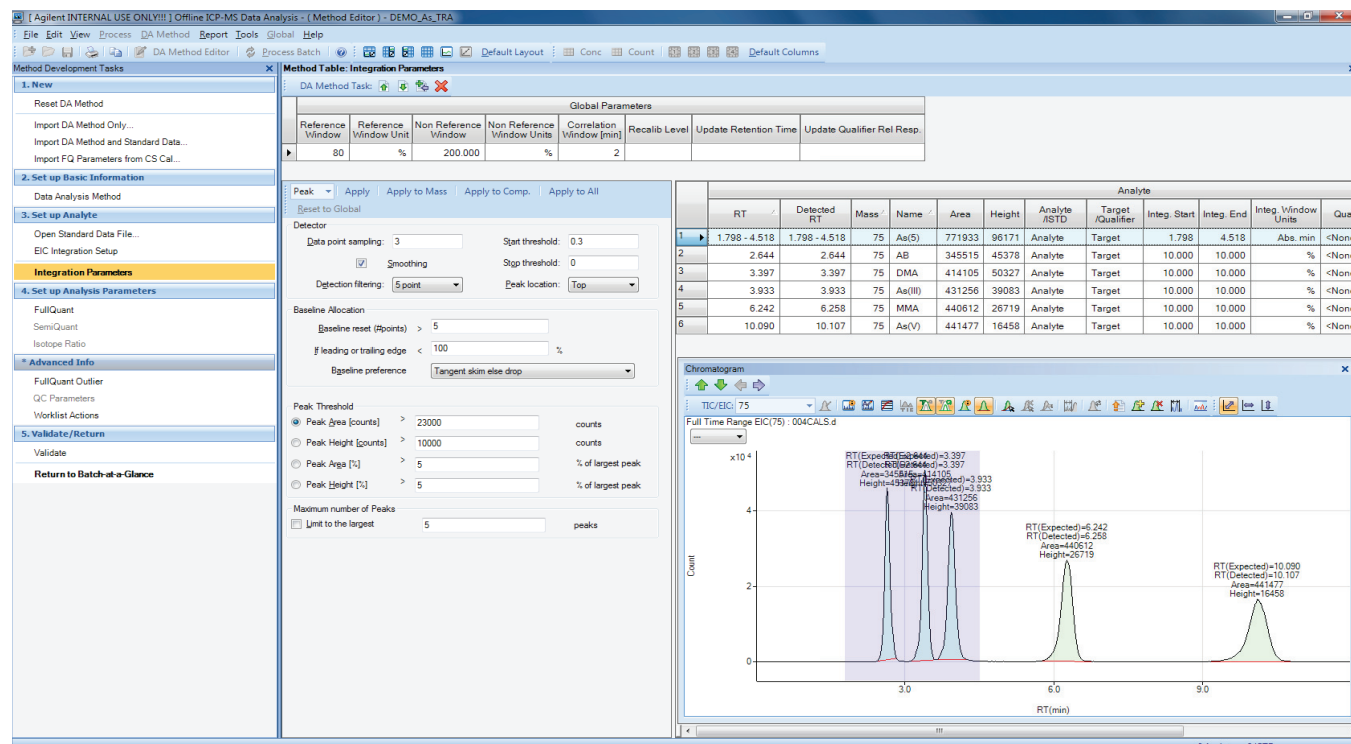 [ Agilent INTERNAL USE ONLY!!! ] Offline ICP-MS Data Analysis - ( Method Editor ) - DEMO_As_TRA
File Edit View Process DA Method Report Tools Global Help
DA Method Editor Process Batch Default Layout Conc Count Default Columns
Method Development Tasks
1. New
Reset DA Method
Import DA Method Only...
Import DA Method and Standard Data...
Import FQ Parameters from CS Cal...
2. Set up Basic Information
Data Analysis Method
3. Set up Analyte
Open Standard Data File...
EIC Integration Setup
Integration Parameters
4. Set up Analysis Parameters
FullQuant
SemiQuant
Isotope Ratio
* Advanced Info
FullQuant Outlier
QC Parameters
Worklist Actions
5. Validate/Return
Validate
Return to Batch-at-a-Glance
Method Table: Integration Parameters
DA Method Task:
Global Parameters
Reference Window Reference Window Unit Non Reference Window Non Reference Window Units Correlation Window [min] Recalib Level Update Retention Time Update Qualifier Rel Resp.
80 % 200.000 % 2
Peak Apply Apply to Mass Apply to Comp. Apply to All
Reset to Global
Detector
Data point sampling: 3 Start threshold: 0.3
Smoothing Stop threshold: 0
Detection filtering: 5 point Peak location: Top
Baseline Allocation
Baseline reset (#points) > 5
If leading or trailing edge < 100 %
Baseline preference Tangent skim else drop
Peak Threshold
Peak Area [counts] > 23000 counts
Peak Height [counts] > 10000 counts
Peak Area [%] > 5 % of largest peak
Peak Height [%] > 5 % of largest peak
Maximum number of Peaks
Limit to the largest 5 peaks
Analyte
RT Detected RT Mass Name Area Height Analyte /ISTD Target /Qualifier Integ. Start Integ. End Integ. Window Units Qua
1 1.798 - 4.518 1.798 - 4.518 75 As(5) 771933 96171 Analyte Target 1.798 4.518 Abs. min <None
2 2.644 2.644 75 AB 345515 45378 Analyte Target 10.000 10.000 % <None
3 3.397 3.397 75 DMA 414105 50327 Analyte Target 10.000 10.000 % <None
4 3.933 3.933 75 As(III) 431256 39083 Analyte Target 10.000 10.000 % <None
5 6.242 6.258 75 MMA 440612 26719 Analyte Target 10.000 10.000 % <None
6 10.090 10.107 75 As(V) 441477 16458 Analyte Target 10.000 10.000 % <None
Chromatogram
TIC/EIC: 75
Full Time Range EIC(75) : 004CALS.d
---
x10 4
RT(Detected)=3.933
Area=431256
Height=39083
RT(Expected)=6.242
RT(Detected)=6.258
Area=440612
Height=26719
RT(Expected)=10.090
RT(Detected)=10.107
Area=441477
Height=16458
Count
4
2
0
3.0 6.0 9.0
RT(min)